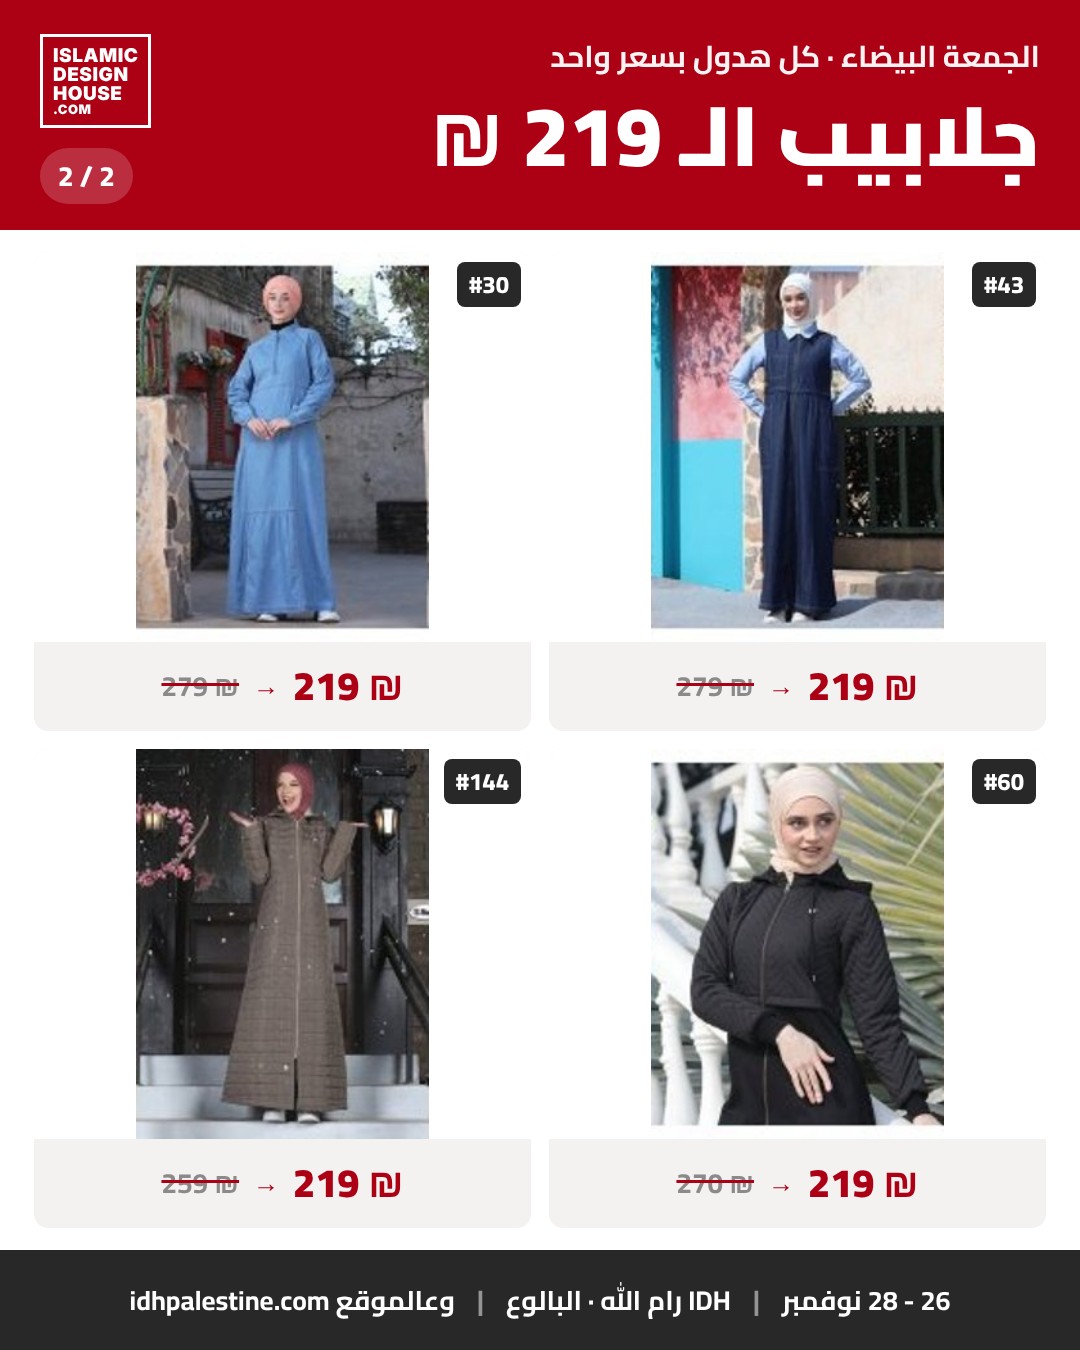 ISLAMIC
DESIGN
HOUSE
.COM
2 / 2
الجمعة البيضاء · كل هدول بسعر واحد
جلابيب الـ 219 ₪
#43
279 ₪ → 219 ₪
#30
279 ₪ → 219 ₪
#60
270 ₪ → 219 ₪
#144
259 ₪ → 219 ₪
26 - 28 نوفمبر | IDH رام الله · البالوع | وعالموقع idhpalestine.com